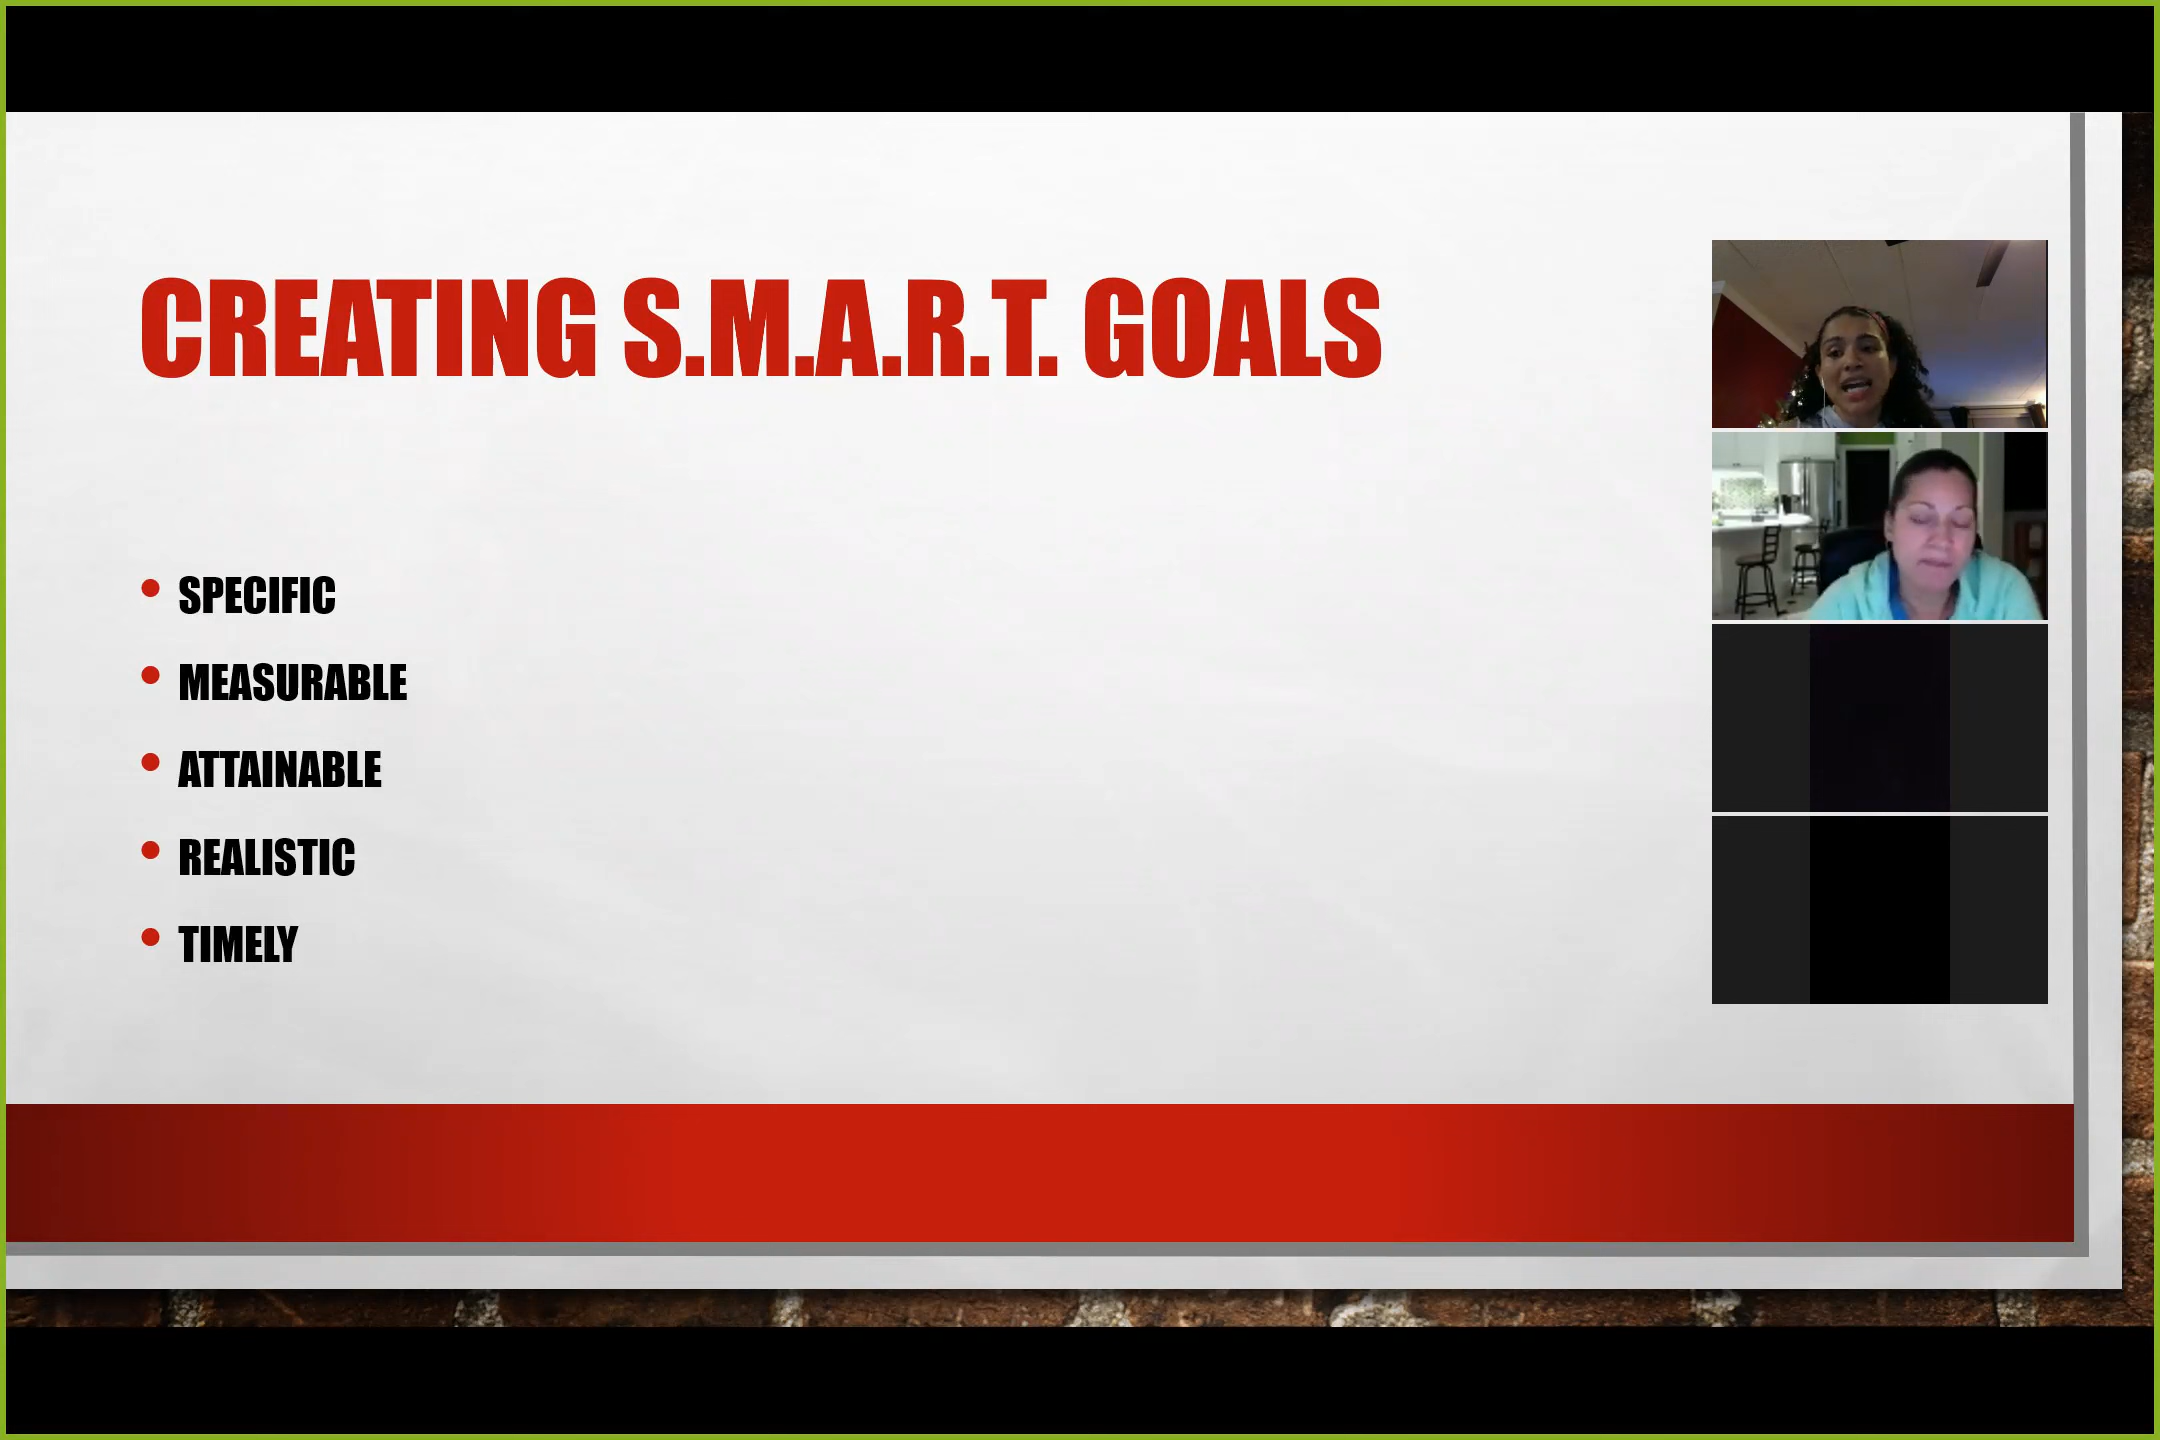 CREATING S.M.A.R.T. GOALS
SPECIFIC
MEASURABLE
ATTAINABLE
REALISTIC
TIMELY